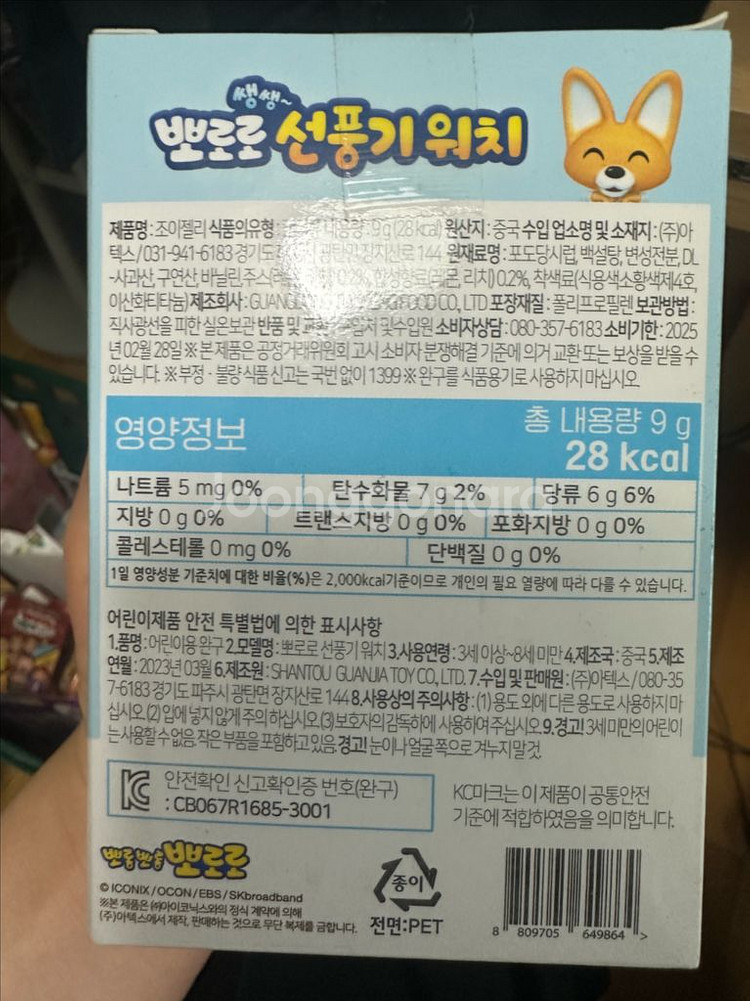 쌩쌩~
뽀로로 선풍기 워치
제품명 : 조이젤리 식품의유형 : 내용량 : 9g(28kcal) 원산지 : 중국 수입 업소명 및 소재지 : (주)아
텍스/031-941-6183 경기도 광탄면 장지산로 144 원재료명 : 포도당시럽, 백설탕, 변성전분, DL
-사과산, 구연산, 바닐린, 주스 0.2%, 합성향료(레몬, 리치) 0.2%, 착색료(식용색소황색제4호,
이산화티타늄) 제조회사 : FOOD CO., LTD 포장재질 : 폴리프로필렌 보관방법 :
직사광선을 피한 실온보관 반품 및 교환 : 구입처 및 수입원 소비자상담 : 080-357-6183 소비기한 : 2025
년 02월 28일 ※ 본 제품은 공정거래위원회 고시 소비자 분쟁해결 기준에 의거 교환 또는 보상을 받을 수
있습니다. ※ 부정 · 불량식품 신고는 국번없이 1399 ※ 완구를 식품용기로 사용하지 마십시오
영양정보
총 내용량 9 g
28 kcal
나트륨 5 mg 0% 탄수화물 7 g 2% 당류 6 g 6%
지방 0 g 0% 트랜스지방 0 g 0% 포화지방 0 g 0%
콜레스테롤 0 mg 0% 단백질 0 g 0%
1일 영양성분 기준치에 대한 비율(%)은 2,000kcal기준이므로 개인의 필요 열량에 따라 다를 수 있습니다.
joonggonara
어린이제품 안전 특별법에 의한 표시사항
1.품명 : 어린이용 완구 2.모델명 : 뽀로로 선풍기 워치 3.사용연령 : 3세 이상~8세 미만 4.제조국 : 중국 5.제조
연월 : 2023년 03월 6.제조원 : SHANTOU GUANJIA TOY CO., LTD. 7.수입 및 판매원 : (주)아텍스 / 080-35
7-6183 경기도 파주시 광탄면 장지산로 144 8.사용상의 주의사항 : (1) 용도 외에 다른 용도로 사용하지 마
십시오. (2) 입에 넣지 않게 주의 하십시오. (3) 보호자의 감독하에 사용하여 주십시오. 9.경고! 3세 미만의 어린이
는 사용할 수 없음. 작은 부품을 포함하고 있음. 경고! 눈이나 얼굴 쪽으로 겨누지 말 것.
KC 안전확인 신고확인증 번호(완구)
: CB067R1685-3001
KC마크는 이 제품이 공통안전
기준에 적합하였음을 의미합니다.
뽀롱뽀롱 뽀로로
© ICONIX / OCON / EBS / SKbroadband
※본 제품은 ㈜아이코닉스와의 정식 계약에 의해
(주)아텍스에서 제작, 판매하는 것으로 무단 복제를 금합니다.
종이
전면:PET
8 809705 649864 >